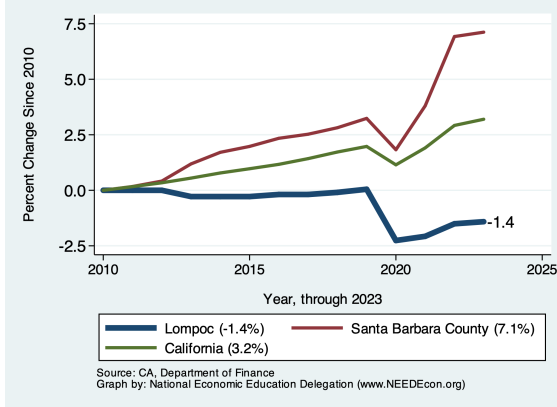 Percent Change Since 2010
7.5
5.0
2.5
0.0
-2.5
-1.4
2010
2015
2020
2025
Year, through 2023
Lompoc (-1.4%)
Santa Barbara County (7.1%)
California (3.2%)
Source: CA, Department of Finance
Graph by: National Economic Education Delegation (www.NEEDEcon.org)